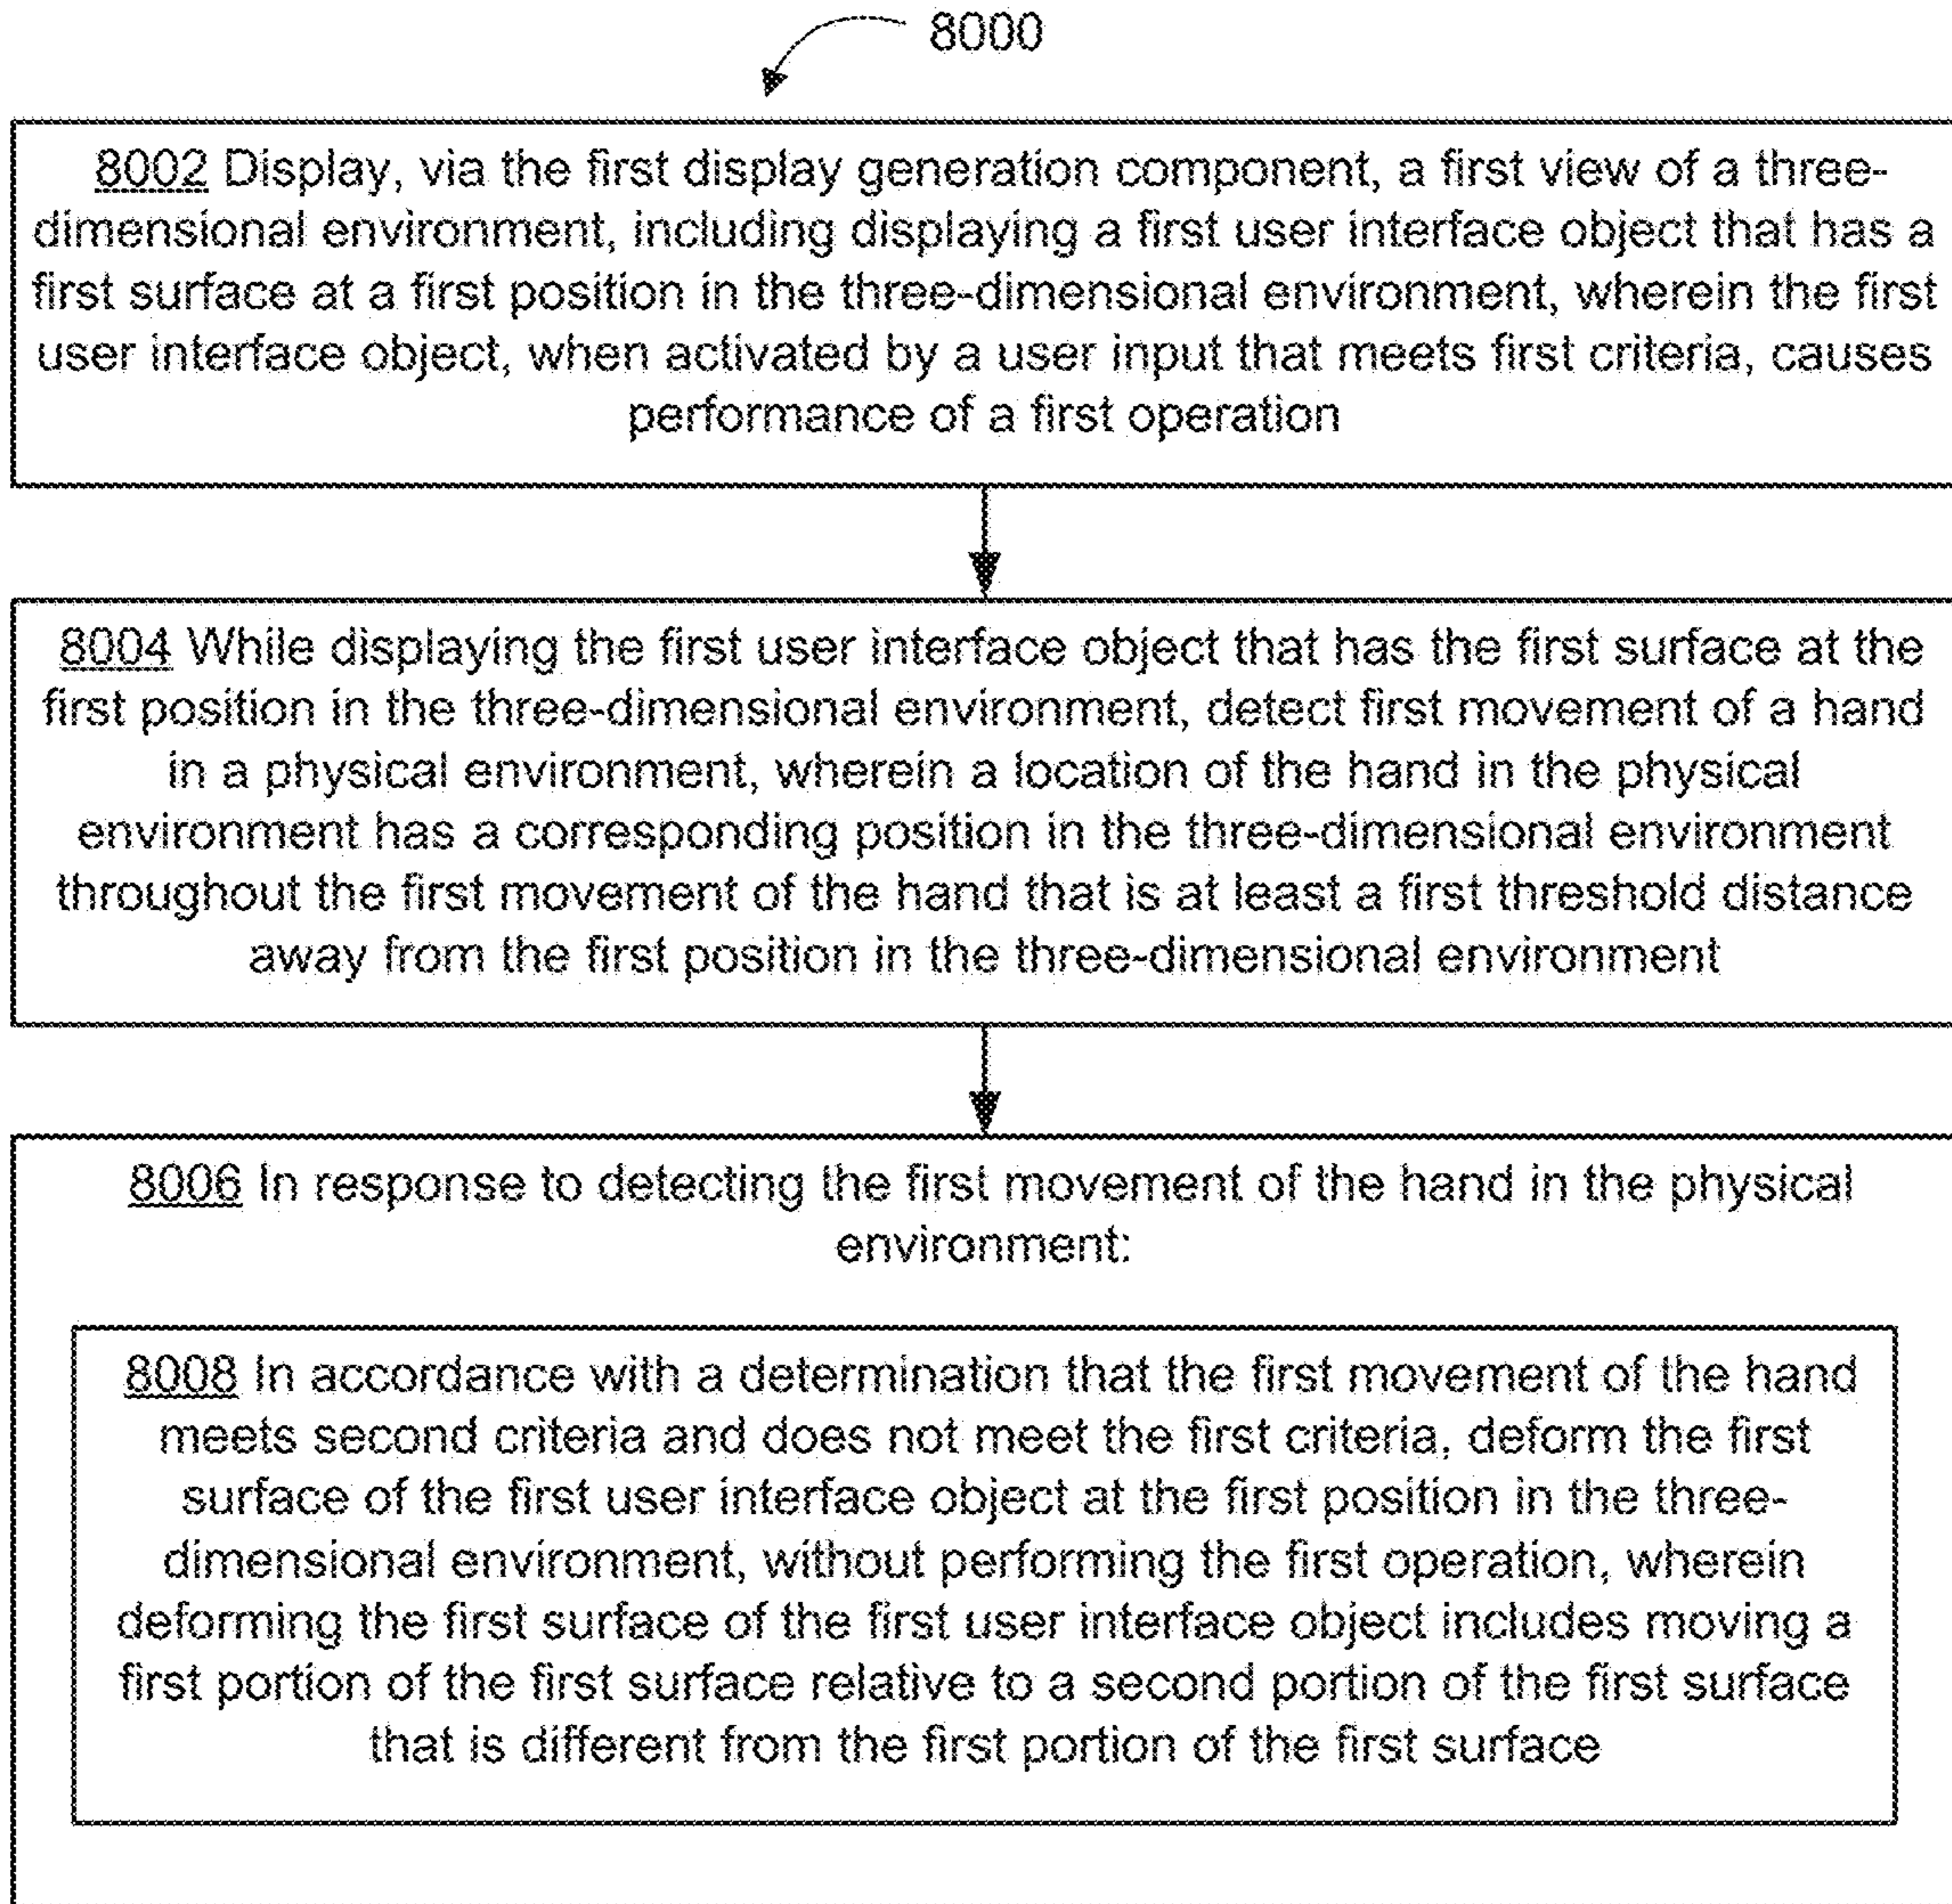 8000
8002 Display, via the first display generation component, a first view of a three-
dimensional environment, including displaying a first user interface object that has a
first surface at a first position in the three-dimensional environment, wherein the first
user interface object, when activated by a user input that meets first criteria, causes
performance of a first operation
8004 While displaying the first user interface object that has the first surface at the
first position in the three-dimensional environment, detect first movement of a hand
in a physical environment, wherein a location of the hand in the physical
environment has a corresponding position in the three-dimensional environment
throughout the first movement of the hand that is at least a first threshold distance
away from the first position in the three-dimensional environment
8006 In response to detecting the first movement of the hand in the physical
environment:
8008 In accordance with a determination that the first movement of the hand
meets second criteria and does not meet the first criteria, deform the first
surface of the first user interface object at the first position in the three-
dimensional environment, without performing the first operation, wherein
deforming the first surface of the first user interface object includes moving a
first portion of the first surface relative to a second portion of the first surface
that is different from the first portion of the first surface